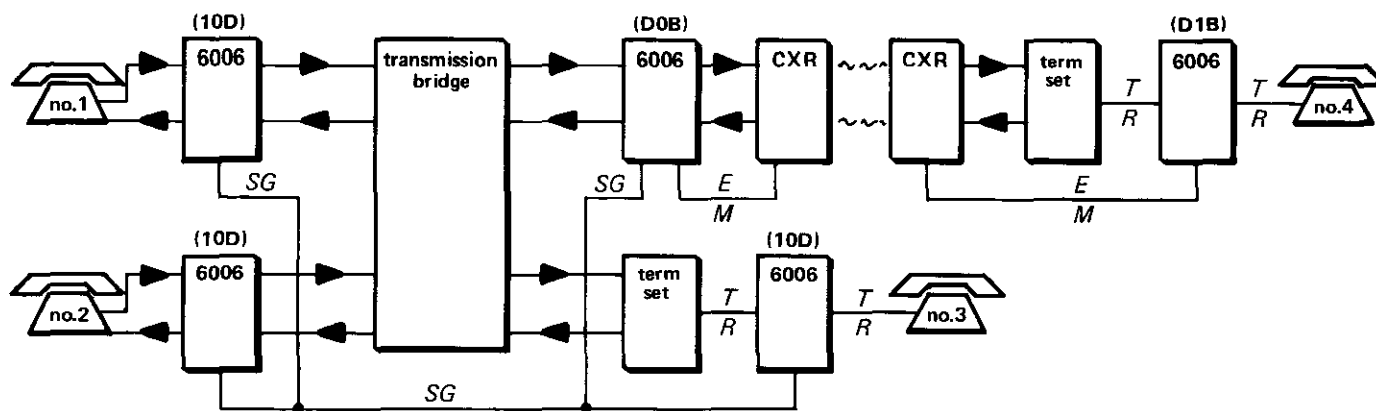 (10D)
6006
no.1
transmission
bridge
(D0B)
6006
CXR
CXR
term
set
(D1B)
6006
T
R
T
R
no.4
SG
SG
E
M
E
M
(10D)
6006
no.2
term
set
T
R
(10D)
6006
T
R
no.3
SG